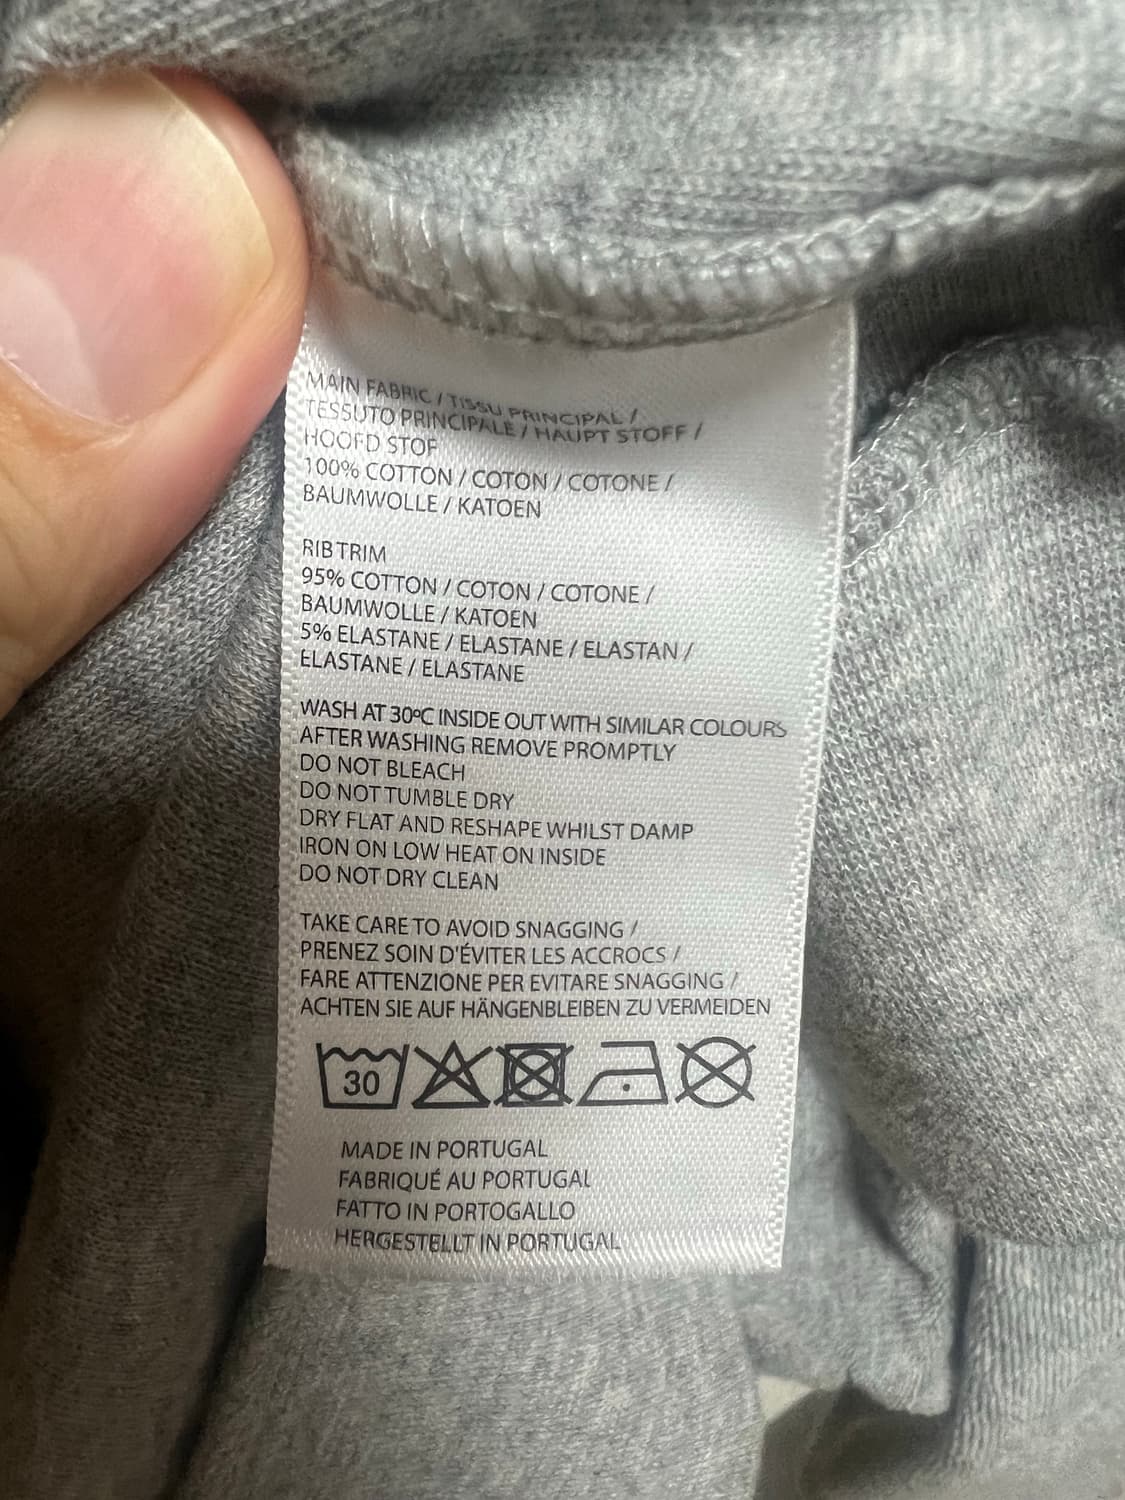 MAIN FABRIC / TISSU PRINCIPAL /
TESSUTO PRINCIPALE / HAUPT STOFF /
HOOFD STOF
100% COTTON / COTON / COTONE /
BAUMWOLLE / KATOEN
RIB TRIM
95% COTTON / COTON / COTONE /
BAUMWOLLE / KATOEN
5% ELASTANE / ELASTANE / ELASTAN /
ELASTANE / ELASTANE
WASH AT 30ºC INSIDE OUT WITH SIMILAR COLOURS
AFTER WASHING REMOVE PROMPTLY
DO NOT BLEACH
DO NOT TUMBLE DRY
DRY FLAT AND RESHAPE WHILST DAMP
IRON ON LOW HEAT ON INSIDE
DO NOT DRY CLEAN
TAKE CARE TO AVOID SNAGGING /
PRENEZ SOIN D'ÉVITER LES ACCROCS /
FARE ATTENZIONE PER EVITARE SNAGGING /
ACHTEN SIE AUF HÄNGENBLEIBEN ZU VERMEIDEN
30
MADE IN PORTUGAL
FABRIQUÉ AU PORTUGAL
FATTO IN PORTOGALLO
HERGESTELLT IN PORTUGAL